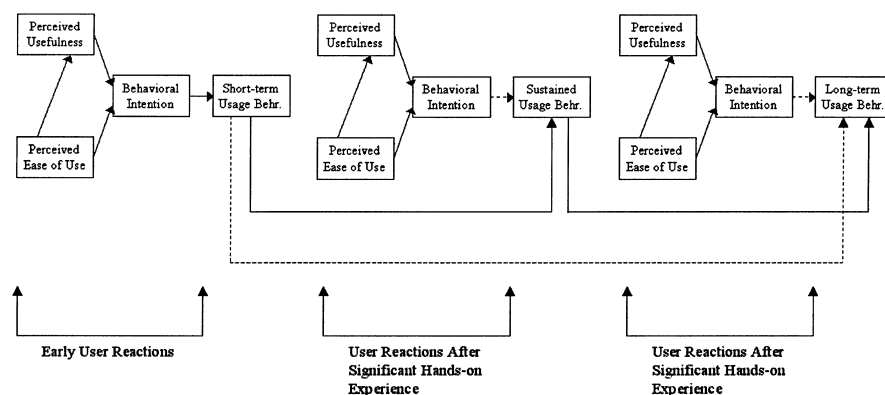 Perceived
Usefulness
Behavioral
Intention
Short-term
Usage Behr.
Perceived
Ease of Use
Perceived
Usefulness
Behavioral
Intention
Sustained
Usage Behr.
Perceived
Ease of Use
Perceived
Usefulness
Behavioral
Intention
Long-term
Usage Behr.
Perceived
Ease of Use
Early User Reactions
User Reactions After
Significant Hands-on
Experience
User Reactions After
Significant Hands-on
Experience